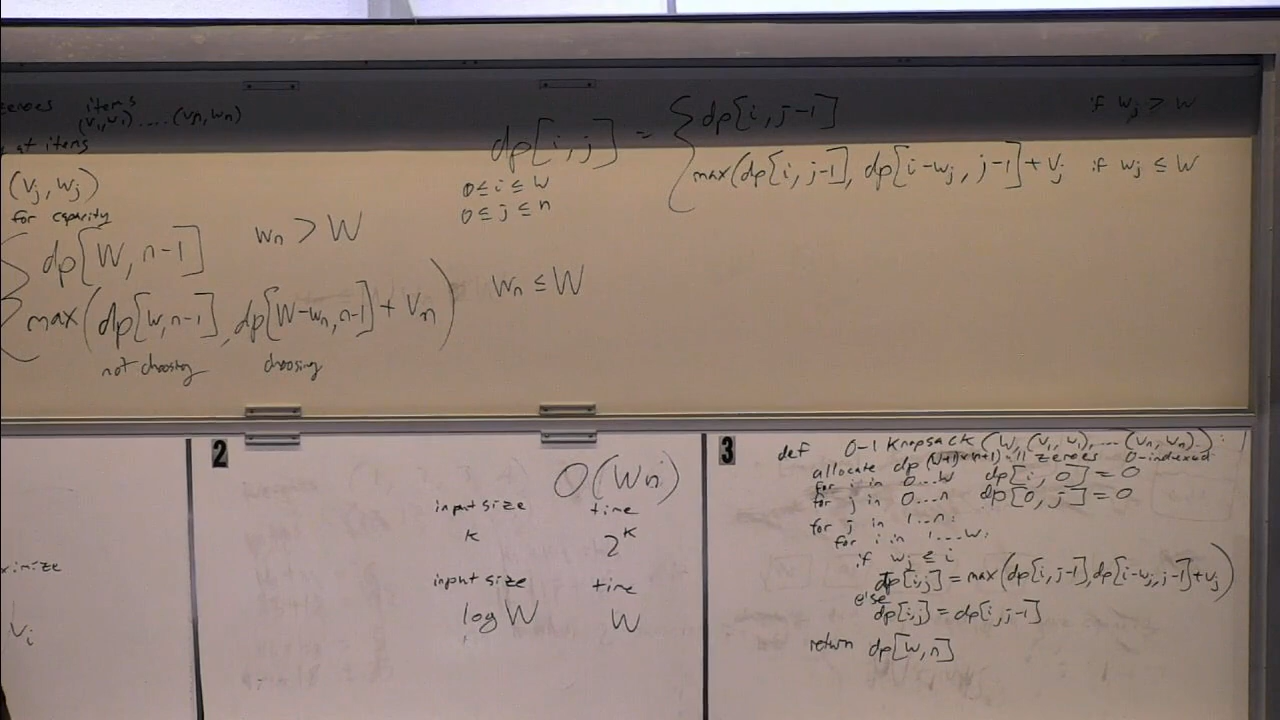 zeroes items
(v₁,w₁) .... (vn,wn)
at items
(vj, wj)
for capacity
dp[W, n-1] wn > W
max(dp[W,n-1], dp[W-wn,n-1] + Vn) wn ≤ W
not choosing choosing
dp[i,j] = { dp[i, j-1] if wj > W
max(dp[i, j-1], dp[i-wj, j-1] + Vj if wj ≤ W
0 ≤ i ≤ W
0 ≤ j ≤ n
ximize
Vi
2
O(Wn)
input size time
k 2^k
input size time
log W W
3
def 0-1 Knapsack (W, (V₁, W₁), ... (Vn, Wn)):
allocate dp (W+1)×(n+1) all zeroes 0-indexed
for i in 0...W dp[i, 0] = 0
for j in 0...n dp[0, j] = 0
for j in 1...n:
for i in 1....W:
if wj ≤ i
dp[i,j] = max(dp[i,j-1], dp[i-wj, j-1] + vj)
else
dp[i,j] = dp[i,j-1]
return dp[W,n]